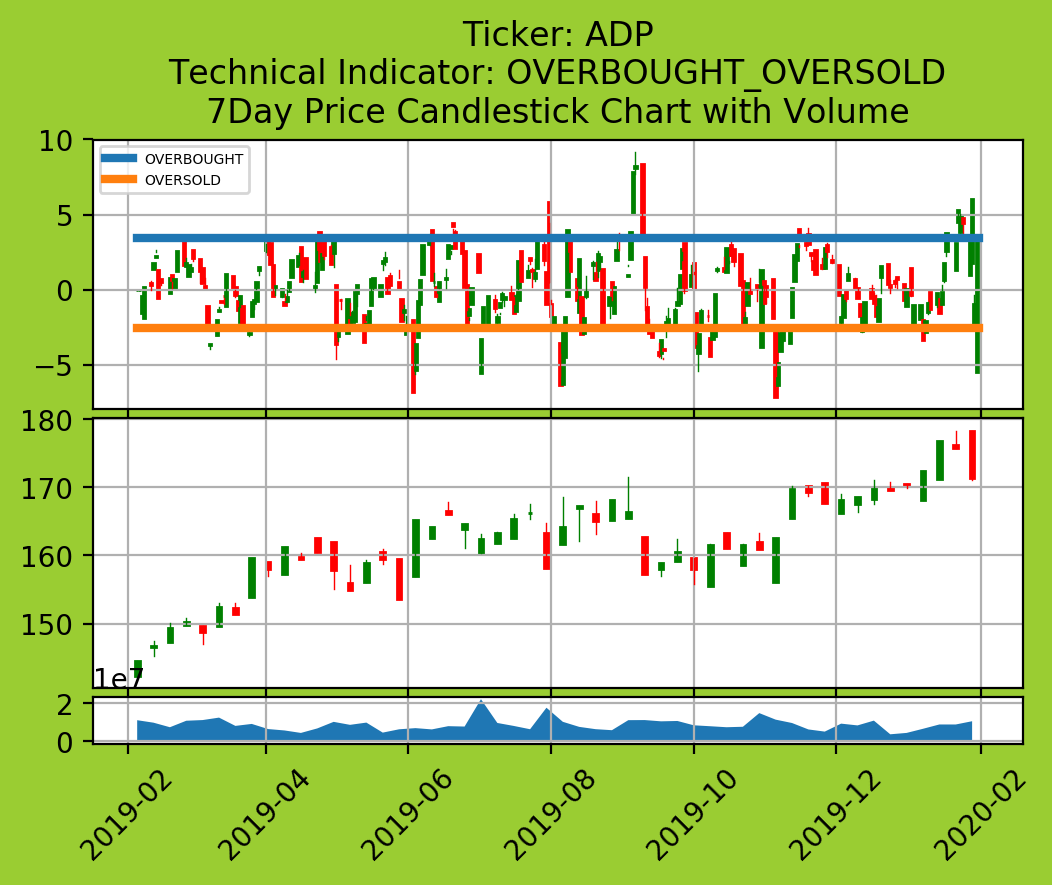 Ticker: ADP
Technical Indicator: OVERBOUGHT_OVERSOLD
7Day Price Candlestick Chart with Volume
10
5
0
−5
OVERBOUGHT
OVERSOLD
180
170
160
150
1e7
2
0
2019-02
2019-04
2019-06
2019-08
2019-10
2019-12
2020-02